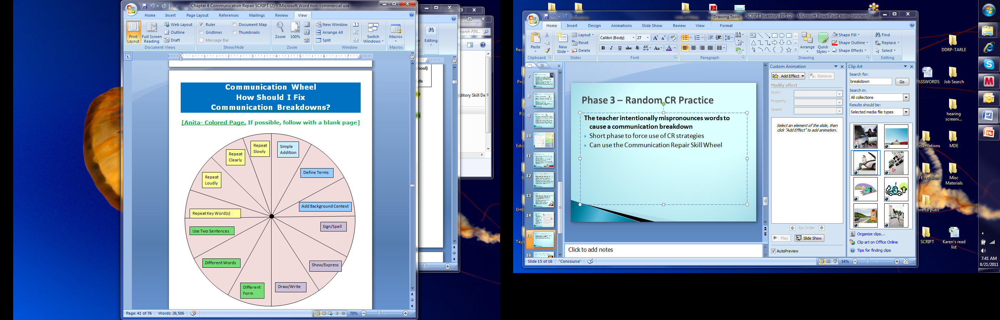 Chapter 4 Communication Repair SCRIPT (2) - Microsoft Word non-commercial use
Home Insert Page Layout References Mailings Review View
Print Layout
Full Screen Reading
Web Layout
Outline
Draft
Document Views
Ruler
Gridlines
Message Bar
Document Map
Thumbnails
Show/Hide
Zoom
100%
Zoom
New Window
Arrange All
Split
Switch Windows
Window
Macros
Macros
Communication Wheel
How Should I Fix
Communication Breakdowns?
[Anita- Colored Page. If possible, follow with a blank page]
Repeat
Slowly
Simple
Addition
Repeat
Clearly
Define Terms
Repeat
Loudly
Add Background Context
Repeat Key Word(s)
Sign/Spell
Use Two Sentences
Different Words
Show/Express
Different
Form
Draw/Write
Page: 41 of 76 Words: 26,506
70%
Editing
earch FIN...
hool)
ds
ditory Skill De
Drawing Tools
SCRIPT Inventory PPT (2) - Microsoft PowerPoint non-commerci...
Home Insert Design Animations Slide Show Review View Format
Paste
Clipboard
New Slide
Layout
Reset
Delete
Slides
Calibri (Body) 27
B I U abc S AV Aa A
Font
Paragraph
Arrange
Quick Styles
Shape Fill
Shape Outline
Shape Effects
Drawing
Find
Replace
Select
Editing
7
8
9
10
11
12
13
14
15
16
Phase 3 – Random CR Practice
The teacher intentionally mispronounces words to
cause a communication breakdown
Short phase to force use of CR strategies
Can use the Communication Repair Skill Wheel
Click to add notes
Slide 15 of 16 "Concourse"
54%
Custom Animation
Add Effect
Remove
Modify effect
Start:
Property:
Speed:
Select an element of the slide, then
click "Add Effect" to add animation.
Re-Order
Play
Slide Show
AutoPreview
Clip Art
Search for:
breakdown
Go
Search in:
All collections
Results should be:
Selected media file types
Organize clips...
Clip art on Office Online
Tips for finding clips
DDRP-TARLE
ASSWORDS
Job Search
hearing
screeni...
esentations
MDE
FE revision
Misc
Materials
aren's pubs
SCRIPT
Karen's read
list
7:41 AM
8/21/2011